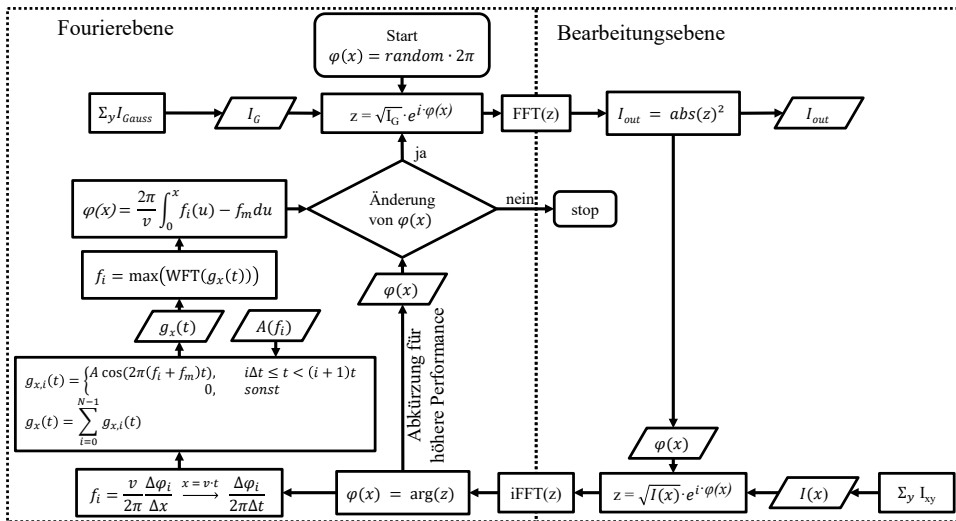 Fourierebene
Bearbeitungsebene
Start
φ(x) = random · 2π
Σ_y I_Gauss
I_G
z = √I_G · e^{i·φ(x)}
FFT(z)
I_out = abs(z)²
I_out
ja
φ(x) = 2π/v ∫₀ˣ f_i(u) − f_m du
Änderung
von φ(x)
nein
stop
f_i = max(WFT(g_x(t)))
φ(x)
g_x(t)
A(f_i)
g_{x,i}(t) = { A cos(2π(f_i + f_m)t), iΔt ≤ t < (i + 1)t
0, sonst
g_x(t) = Σ_{i=0}^{N−1} g_{x,i}(t)
Abkürzung für
höhere Performance
φ(x)
f_i = v/2π Δφ_i/Δx →^{x = v·t} Δφ_i/2πΔt
φ(x) = arg(z)
iFFT(z)
z = √I(x) · e^{i·φ(x)}
I(x)
Σ_y I_xy